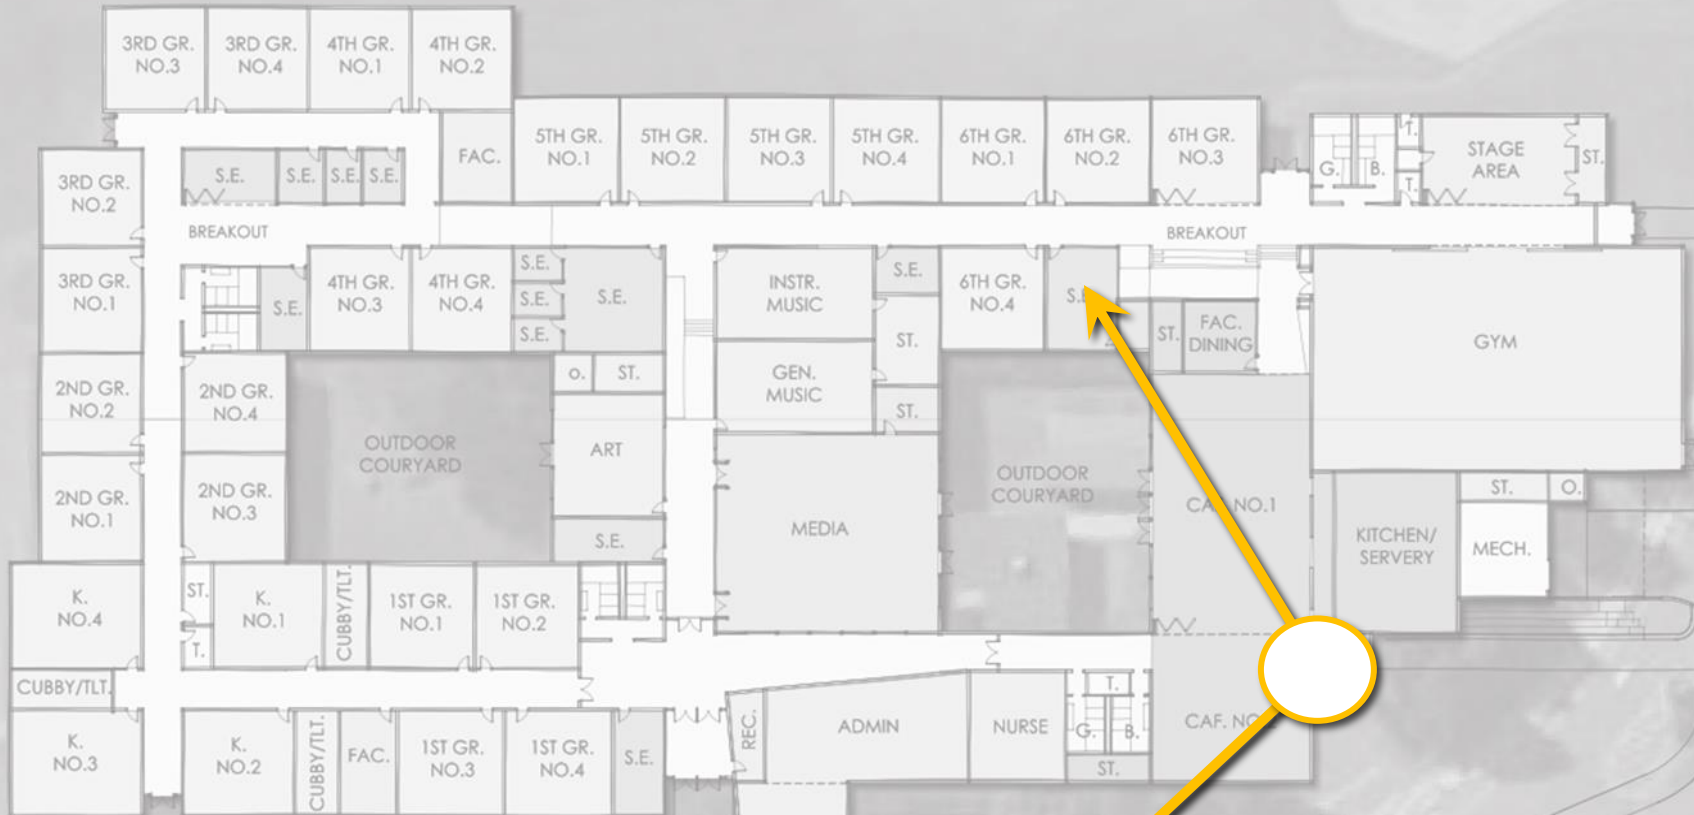 3RD GR.
NO.3
3RD GR.
NO.4
4TH GR.
NO.1
4TH GR.
NO.2
FAC.
5TH GR.
NO.1
5TH GR.
NO.2
5TH GR.
NO.3
5TH GR.
NO.4
6TH GR.
NO.1
6TH GR.
NO.2
6TH GR.
NO.3
G.
B.
T.
T.
STAGE
AREA
ST.
3RD GR.
NO.2
S.E.
S.E.
S.E.
S.E.
BREAKOUT
BREAKOUT
3RD GR.
NO.1
S.E.
4TH GR.
NO.3
4TH GR.
NO.4
S.E.
S.E.
S.E.
S.E.
INSTR.
MUSIC
S.E.
ST.
6TH GR.
NO.4
ST.
FAC.
DINING
GYM
2ND GR.
NO.2
2ND GR.
NO.4
OUTDOOR
COURYARD
O.
ST.
ART
GEN.
MUSIC
ST.
2ND GR.
NO.1
2ND GR.
NO.3
S.E.
MEDIA
OUTDOOR
COURYARD
NO.1
KITCHEN/
SERVERY
ST.
O.
MECH.
K.
NO.4
ST.
T.
K.
NO.1
CUBBY/TLT.
1ST GR.
NO.1
1ST GR.
NO.2
CUBBY/TLT.
K.
NO.3
K.
NO.2
CUBBY/TLT.
FAC.
1ST GR.
NO.3
1ST GR.
NO.4
S.E.
REC.
ADMIN
NURSE
T.
G.
B.
ST.
CAF.